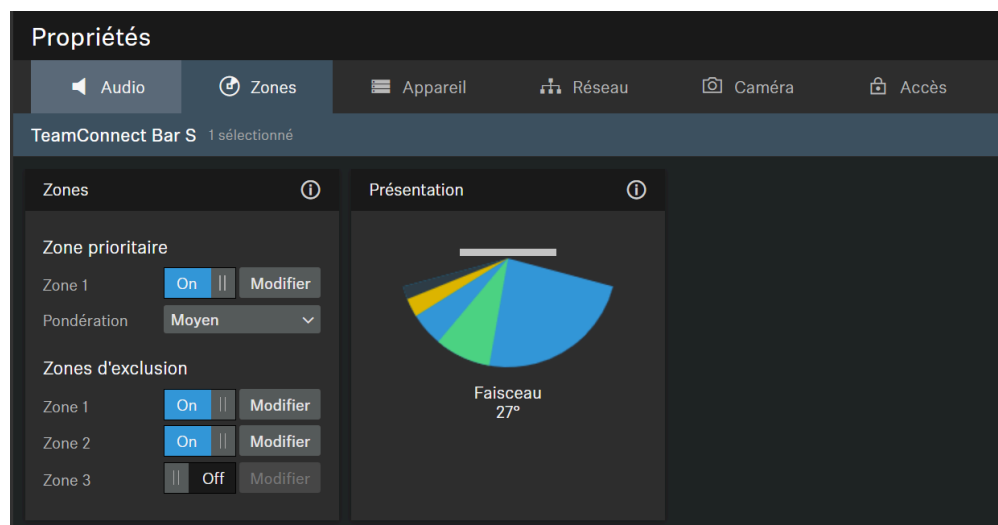 Propriétés
Audio Zones Appareil Réseau Caméra Accès
TeamConnect Bar S 1 sélectionné
Zones
Zone prioritaire
Zone 1 On Modifier
Pondération Moyen
Zones d'exclusion
Zone 1 On Modifier
Zone 2 On Modifier
Zone 3 Off Modifier
Présentation
Faisceau
27°